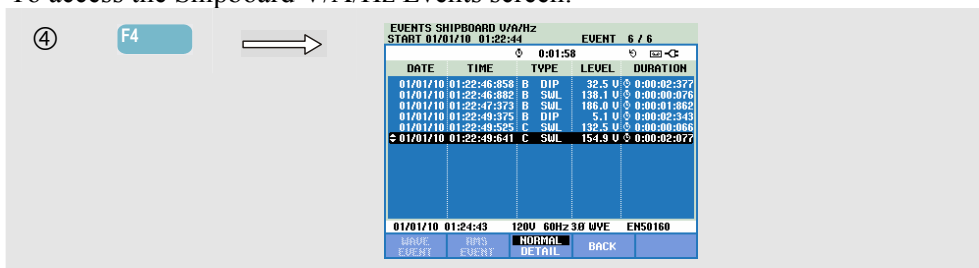 To access the Shipboard V/A/Hz Events screen:
④ F4
EVENTS SHIPBOARD V/A/Hz
START 01/01/10 01:22:44 EVENT 6 / 6
0:01:58
DATE TIME TYPE LEVEL DURATION
01/01/10 01:22:46:858 B DIP 32.5 V 0:00:02:377
01/01/10 01:22:46:882 B SWL 138.1 V 0:00:00:076
01/01/10 01:22:47:373 B SWL 186.0 V 0:00:01:862
01/01/10 01:22:49:375 B DIP 5.1 V 0:00:02:343
01/01/10 01:22:49:525 C SWL 132.5 V 0:00:00:066
01/01/10 01:22:49:641 C SWL 154.9 V 0:00:02:077
01/01/10 01:24:43 120V 60Hz 3Ø WYE EN50160
WAVE EVENT RMS EVENT NORMAL DETAIL BACK